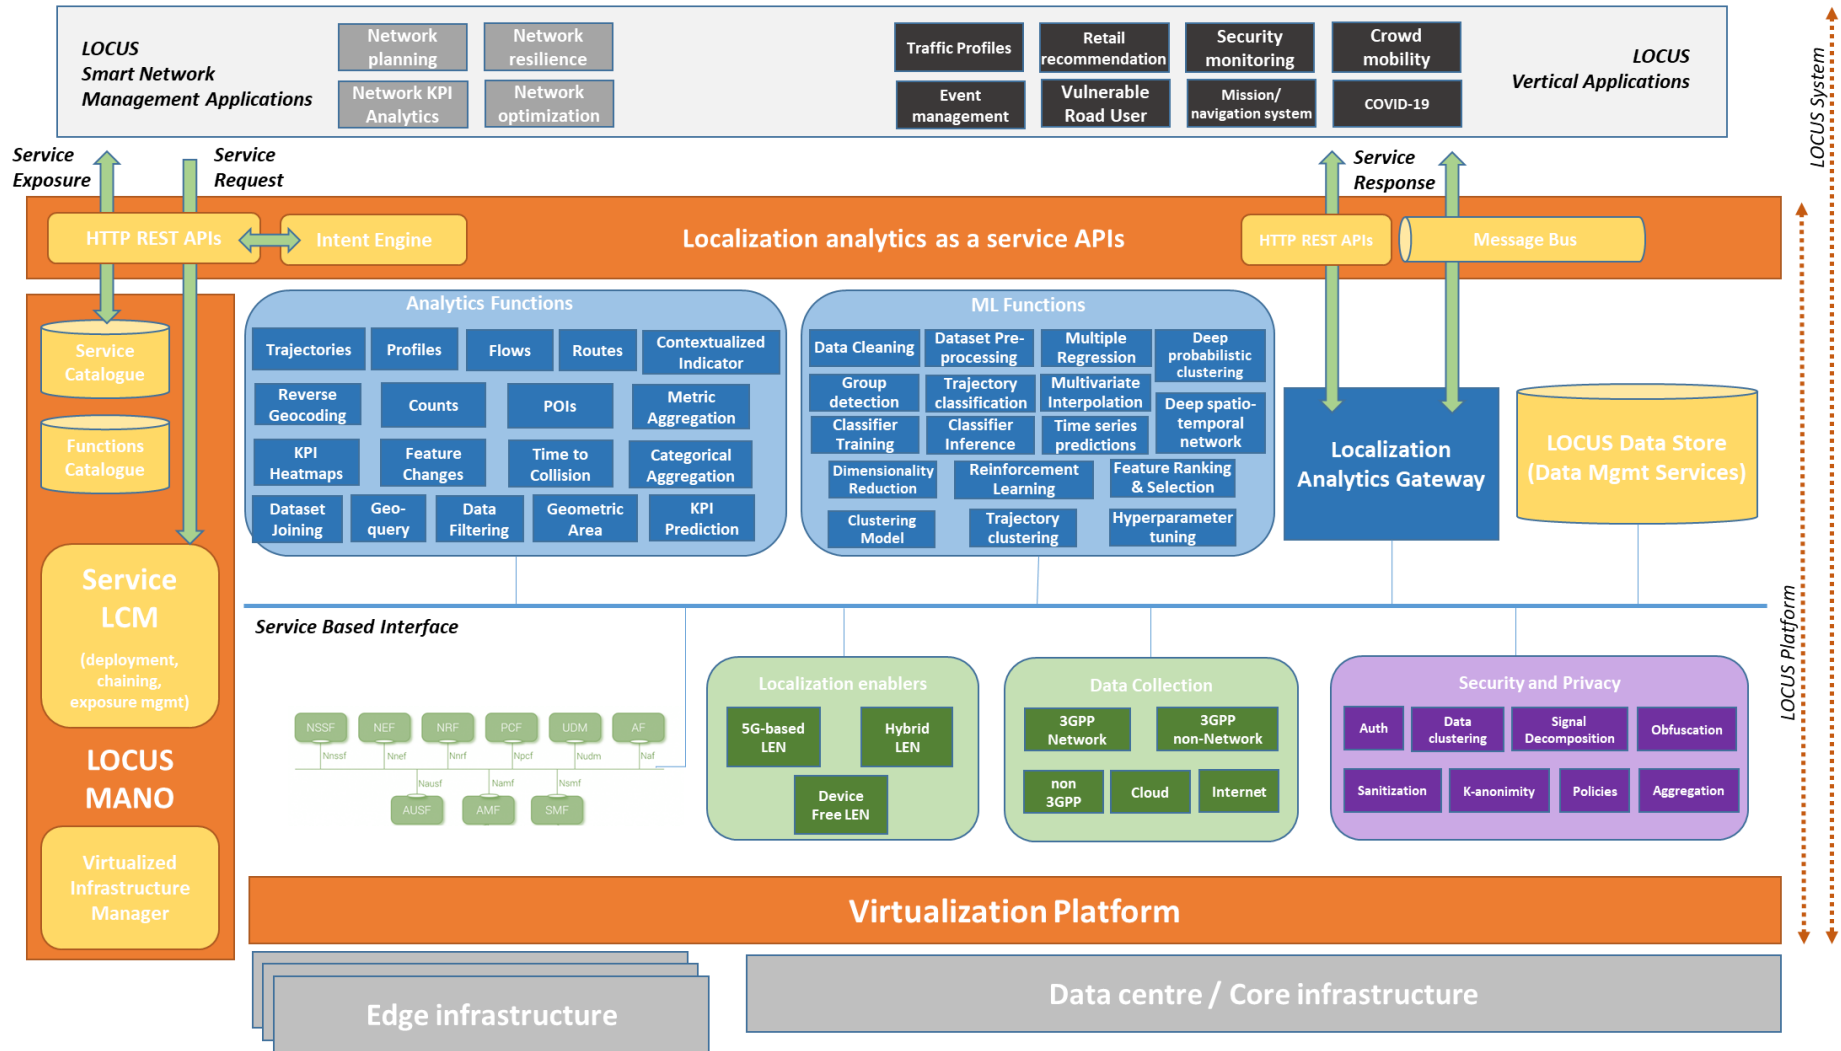 LOCUS
Smart Network
Management Applications
Network
planning
Network
resilience
Network KPI
Analytics
Network
optimization
Traffic Profiles
Retail
recommendation
Security
monitoring
Crowd
mobility
Event
management
Vulnerable
Road User
Mission/
navigation system
COVID-19
LOCUS
Vertical Applications
LOCUS System
Service
Exposure
Service
Request
Service
Response
HTTP REST APIs
Intent Engine
Localization analytics as a service APIs
HTTP REST APIs
Message Bus
Service
Catalogue
Functions
Catalogue
Service
LCM
(deployment,
chaining,
exposure mgmt)
LOCUS
MANO
Virtualized
Infrastructure
Manager
Analytics Functions
Trajectories
Profiles
Flows
Routes
Contextualized
Indicator
Reverse
Geocoding
Counts
POIs
Metric
Aggregation
KPI
Heatmaps
Feature
Changes
Time to
Collision
Categorical
Aggregation
Dataset
Joining
Geo-
query
Data
Filtering
Geometric
Area
KPI
Prediction
ML Functions
Data Cleaning
Dataset Pre-
processing
Multiple
Regression
Deep
probabilistic
clustering
Group
detection
Trajectory
classification
Multivariate
Interpolation
Deep spatio-
temporal
network
Classifier
Training
Classifier
Inference
Time series
predictions
Dimensionality
Reduction
Reinforcement
Learning
Feature Ranking
& Selection
Clustering
Model
Trajectory
clustering
Hyperparameter
tuning
Localization
Analytics Gateway
LOCUS Data Store
(Data Mgmt Services)
LOCUS Platform
Service Based Interface
NSSF
NEF
NRF
PCF
UDM
AF
Nnssf
Nnef
Nnrf
Npcf
Nudm
Naf
Nausf
Namf
Nsmf
AUSF
AMF
SMF
Localization enablers
5G-based
LEN
Hybrid
LEN
Device
Free LEN
Data Collection
3GPP
Network
3GPP
non-Network
non
3GPP
Cloud
Internet
Security and Privacy
Auth
Data
clustering
Signal
Decomposition
Obfuscation
Sanitization
K-anonimity
Policies
Aggregation
Virtualization Platform
Edge infrastructure
Data centre / Core infrastructure